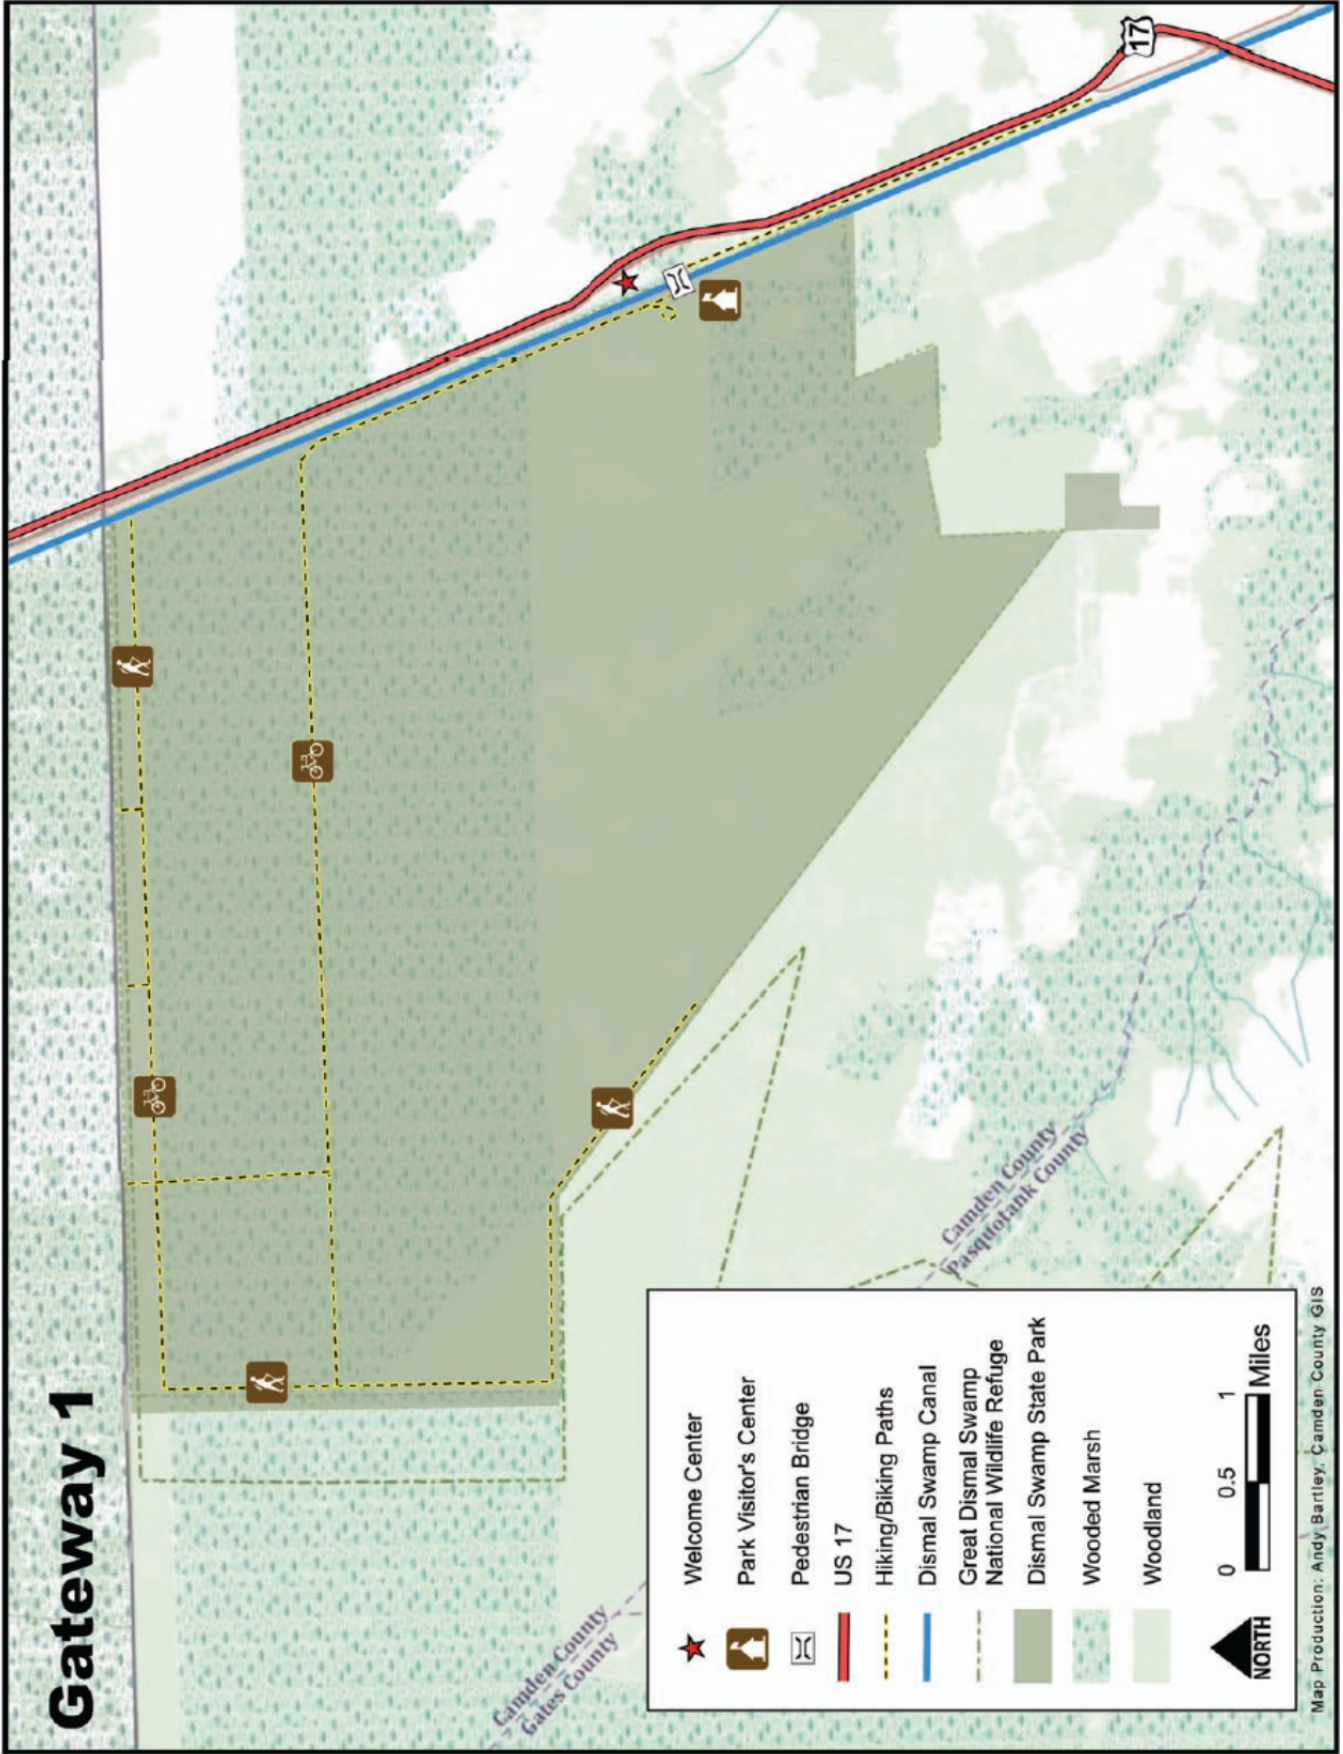 Gateway 1
17
Camden County
Gates County
Camden County
Pasquotank County
Welcome Center
Park Visitor's Center
Pedestrian Bridge
US 17
Hiking/Biking Paths
Dismal Swamp Canal
Great Dismal Swamp
National Wildlife Refuge
Dismal Swamp State Park
Wooded Marsh
Woodland
NORTH
0 0.5 1
Miles
Map Production: Andy Bartley, Camden County GIS